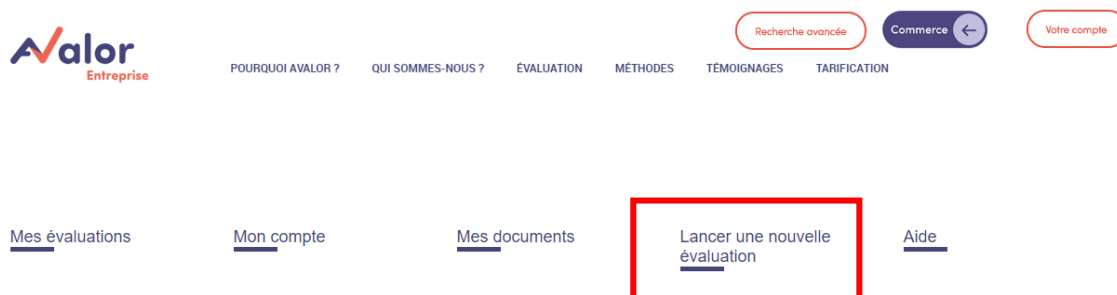 Avalor
Entreprise
Recherche avancée
Commerce
Votre compte
POURQUOI AVALOR ?
QUI SOMMES-NOUS ?
ÉVALUATION
MÉTHODES
TÉMOIGNAGES
TARIFICATION
Mes évaluations
Mon compte
Mes documents
Lancer une nouvelle
évaluation
Aide